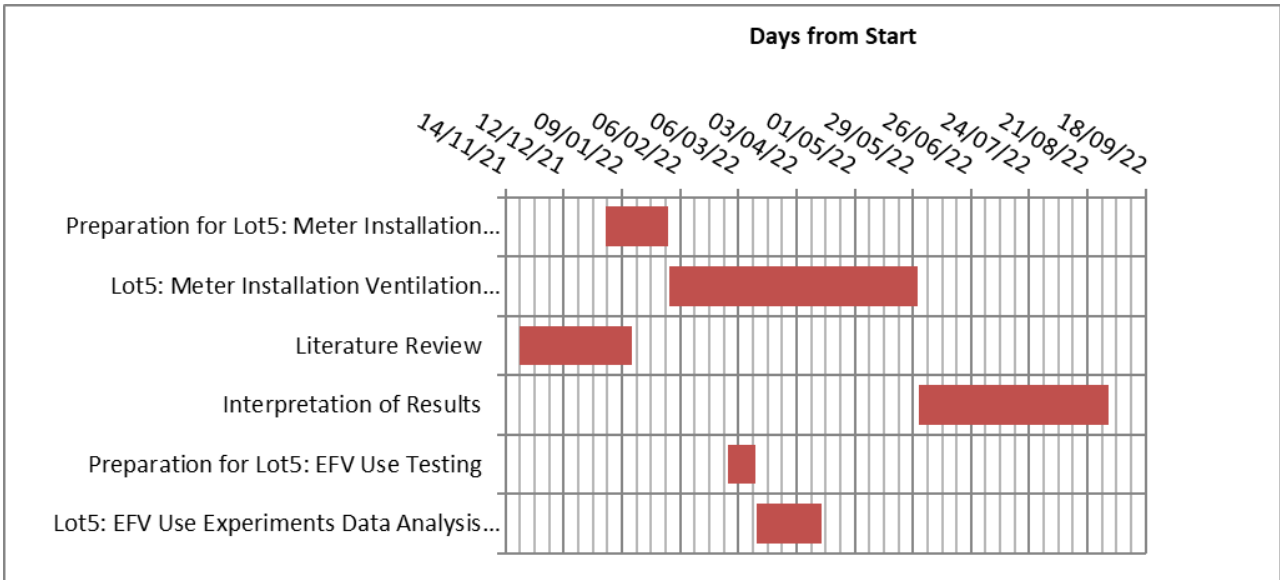 Days from Start
14/11/21
12/12/21
09/01/22
06/02/22
06/03/22
03/04/22
01/05/22
29/05/22
26/06/22
24/07/22
21/08/22
18/09/22
Preparation for Lot5: Meter Installation...
Lot5: Meter Installation Ventilation...
Literature Review
Interpretation of Results
Preparation for Lot5: EFV Use Testing
Lot5: EFV Use Experiments Data Analysis...